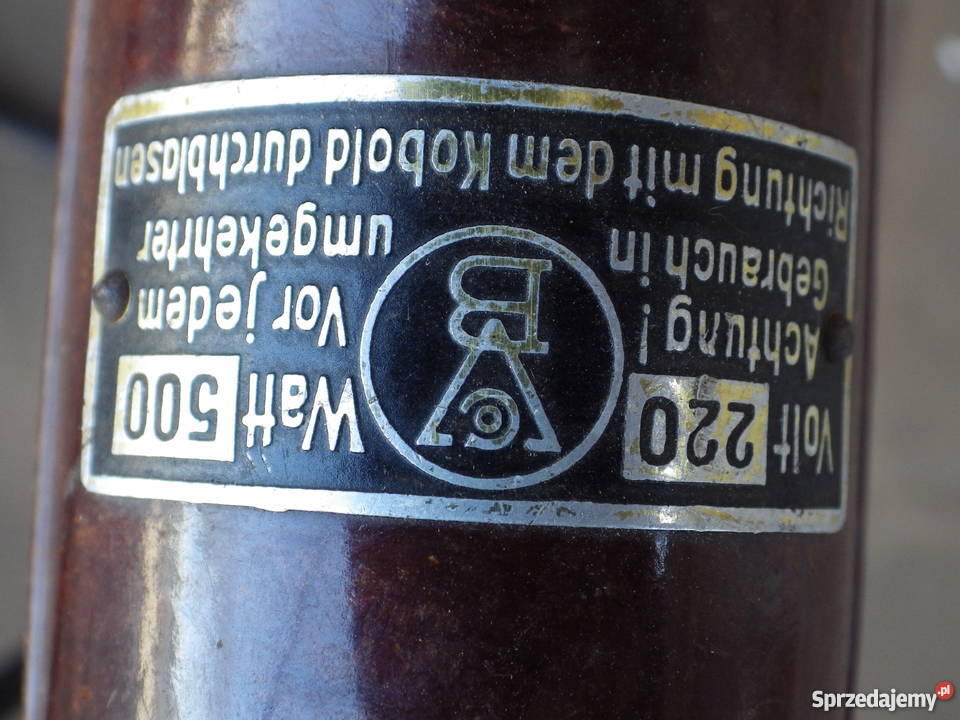 Volt 220 Watt 500
Achtung! Vor jedem
Gebrauch in umgekehrter
Richtung mit dem Kobold durchblasen
Sprzedajemy.pl